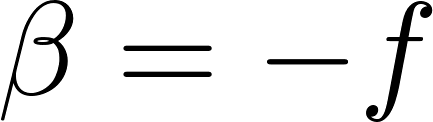 β = −f